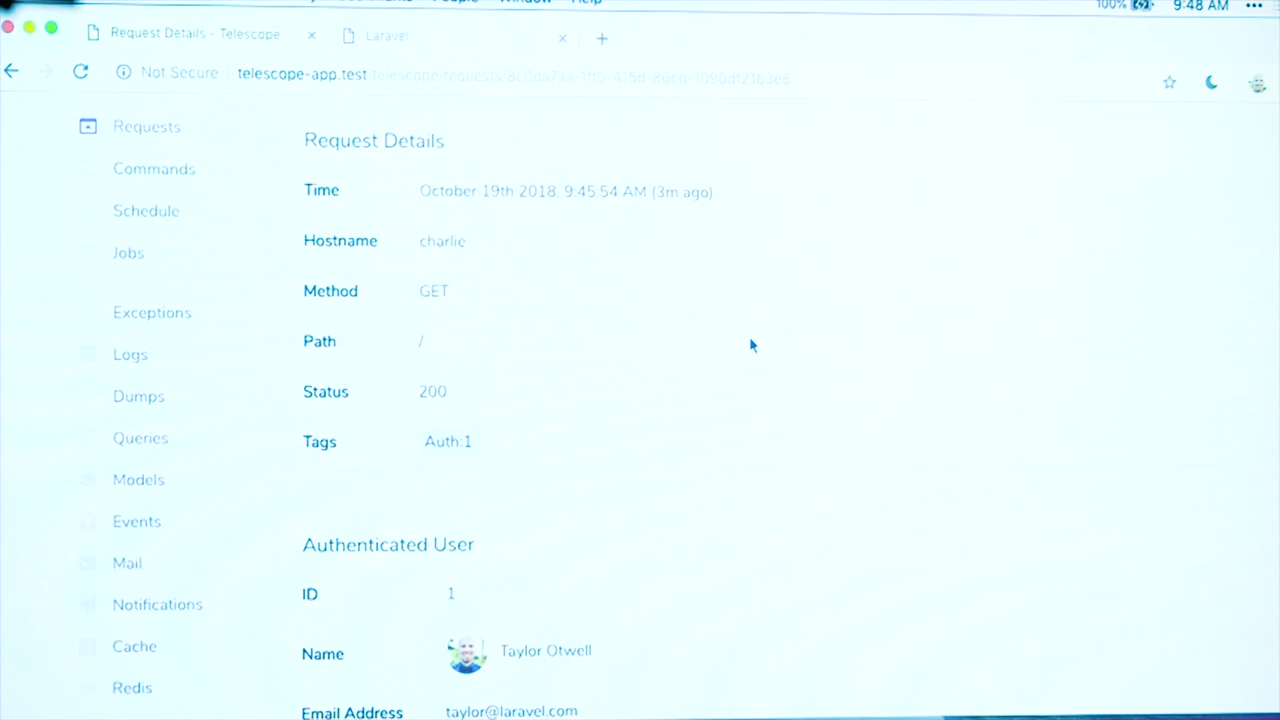 Window Help
100% 9:48 AM
Request Details - Telescope Laravel
Not Secure telescope-app.test
Requests
Commands
Schedule
Jobs
Exceptions
Logs
Dumps
Queries
Models
Events
Mail
Notifications
Cache
Redis
Request Details
Time October 19th 2018, 9:45:54 AM (3m ago)
Hostname charlie
Method GET
Path /
Status 200
Tags Auth:1
Authenticated User
ID 1
Name Taylor Otwell
Email Address taylor@laravel.com